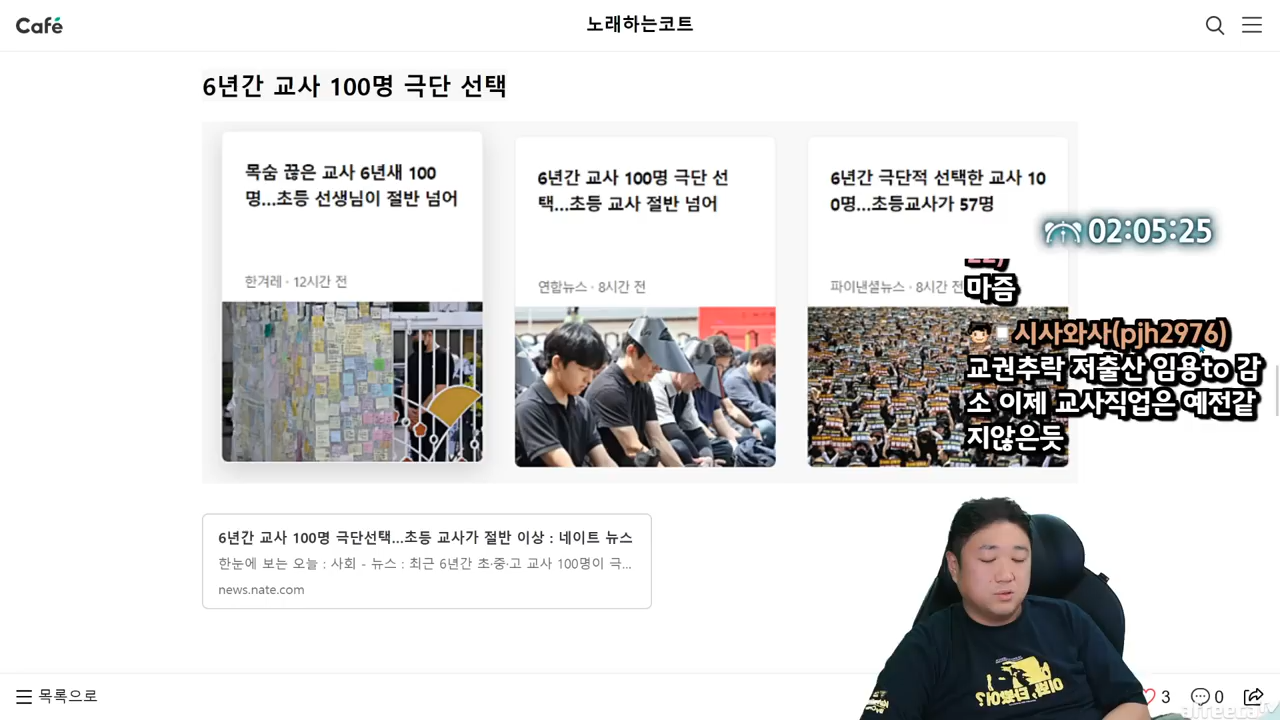 Café
노래하는코트
6년간 교사 100명 극단 선택
목숨 끊은 교사 6년새 100
명...초등 선생님이 절반 넘어
한겨레 · 12시간 전
6년간 교사 100명 극단 선
택...초등 교사 절반 넘어
연합뉴스 · 8시간 전
6년간 극단적 선택한 교사 10
0명...초등교사가 57명
파이낸셜뉴스 · 8시간 전
02:05:25
마즘
시사와사(pjh2976)
교권추락 저출산 임용to 감
소 이제 교사직업은 예전같
지않은듯
6년간 교사 100명 극단선택...초등 교사가 절반 이상 : 네이트 뉴스
한눈에 보는 오늘 : 사회 - 뉴스 : 최근 6년간 초·중·고 교사 100명이 극...
news.nate.com
목록으로
3
0
afreecaTV